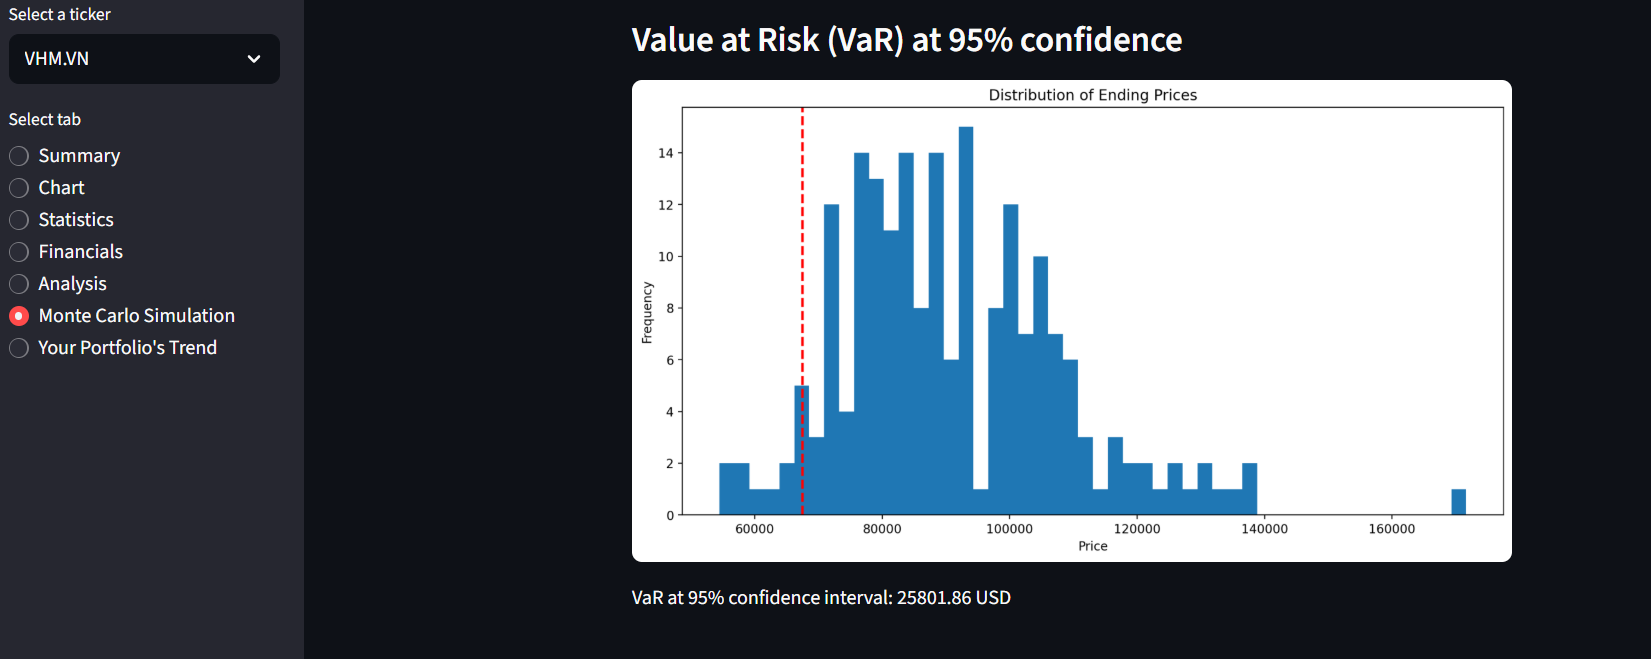 Select a ticker
VHM.VN
Select tab
Summary
Chart
Statistics
Financials
Analysis
Monte Carlo Simulation
Your Portfolio's Trend
Value at Risk (VaR) at 95% confidence
Distribution of Ending Prices
14
12
10
8
6
4
2
0
Frequency
60000 80000 100000 120000 140000 160000
Price
VaR at 95% confidence interval: 25801.86 USD